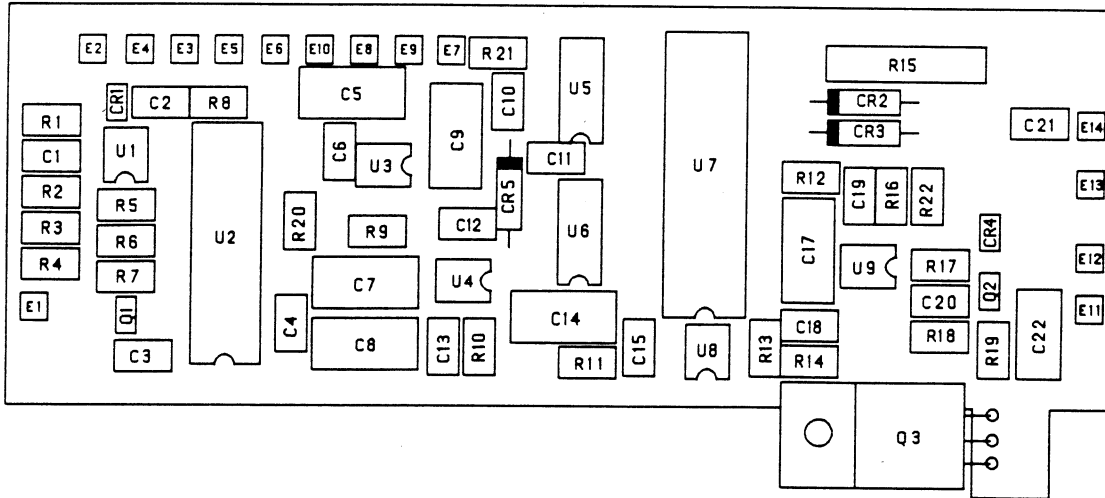 E2 E4 E3 E5 E6 E10 E8 E9 E7 R21
R15
CR1 C2 R8 C5 C10 U5 CR2
R1 C9 CR3 C21 E14
C1 U1 C6 U3 C11 U7
R2 R5 CR5 R12 C19 R16 R22 E13
R3 R6 U2 R20 R9 C12 U6 C17 CR4
R4 R7 C7 U4 U9 R17 E12
E1 Q1 C4 C14 C20 Q2 E11
C3 C8 C13 R10 R11 C15 U8 R13 C18 R14 R18 R19 C22
Q3